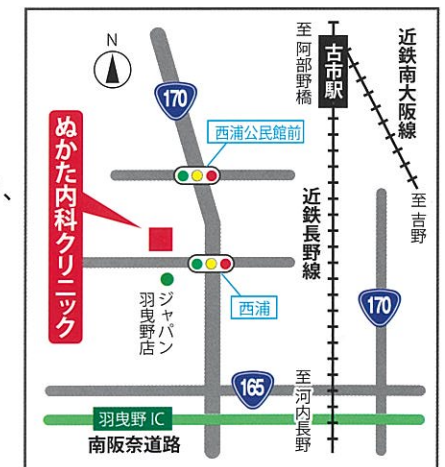 N
170
西浦公民館前
ぬかた内科クリニック
西浦
ジャパン
羽曳野店
165
羽曳野 IC
南阪奈道路
至 阿部野橋
古市駅
近鉄南大阪線
至 吉野
近鉄長野線
170
至 河内長野
、